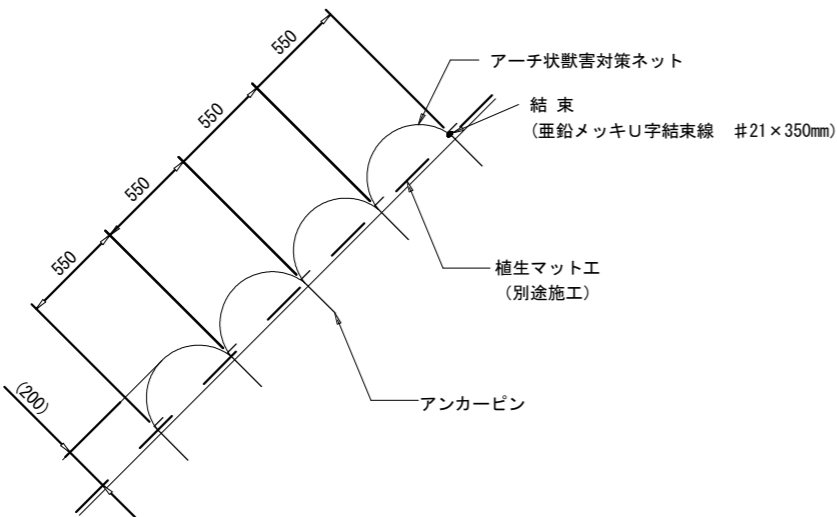 550
アーチ状獣害対策ネット
550
結 束
(亜鉛メッキU字結束線 #21×350mm)
550
550
植生マット工
(別途施工)
(200)
アンカーピン